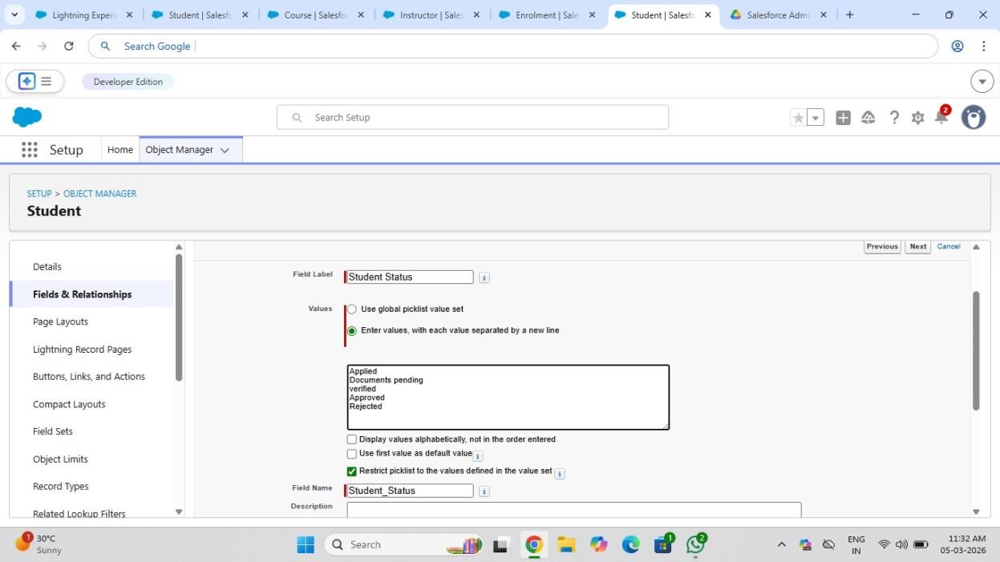 Lightning Experi
Student | Salesfo
Course | Salesfo
Instructor | Sales
Enrolment | Sale
Student | Salesfo
Salesforce Admi
Search Google
Developer Edition
Search Setup
2
Setup
Home
Object Manager
SETUP > OBJECT MANAGER
Student
Details
Fields & Relationships
Page Layouts
Lightning Record Pages
Buttons, Links, and Actions
Compact Layouts
Field Sets
Object Limits
Record Types
Related Lookup Filters
Previous Next Cancel
Field Label Student Status i
Values Use global picklist value set
Enter values, with each value separated by a new line
Applied
Documents pending
verified
Approved
Rejected
Display values alphabetically, not in the order entered
Use first value as default value i
Restrict picklist to the values defined in the value set i
Field Name Student_Status i
Description
1
30°C
Sunny
Search
1
2
ENG
IN
11:32 AM
05-03-2026